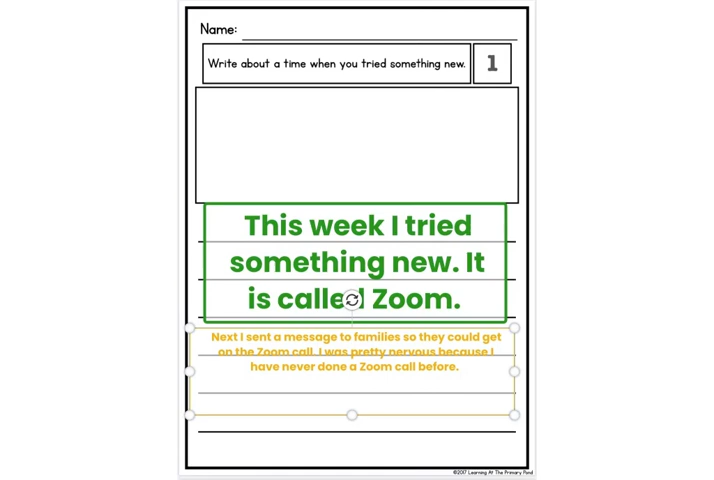 Name:
Write about a time when you tried something new.
1
This week I tried
something new. It
is called Zoom.
Next I sent a message to families so they could get
on the Zoom call. I was pretty nervous because I
have never done a Zoom call before.
©2017 Learning At The Primary Pond